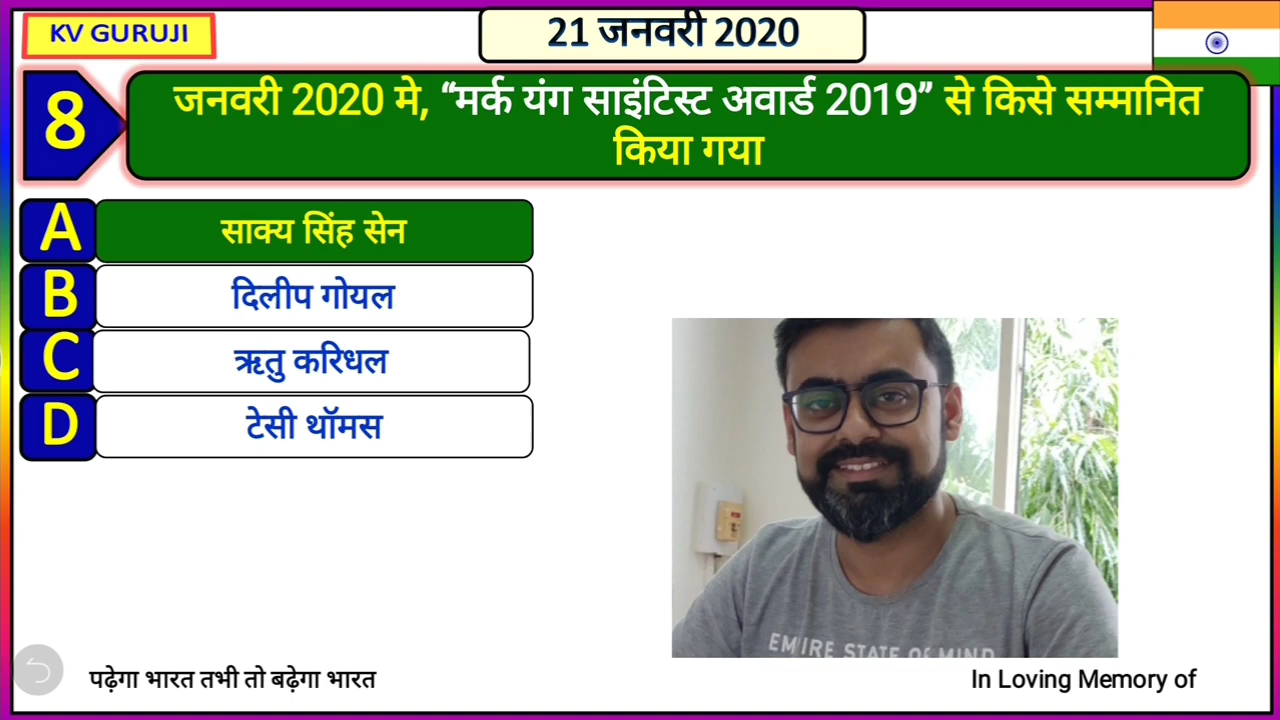 KV GURUJI
21 जनवरी 2020
8
जनवरी 2020 मे, “मर्क यंग साइंटिस्ट अवार्ड 2019” से किसे सम्मानित
किया गया
A साक्य सिंह सेन
B दिलीप गोयल
C ऋतु करिधल
D टेसी थॉमस
EMPIRE STATE OF MIND
पढ़ेगा भारत तभी तो बढ़ेगा भारत
In Loving Memory of